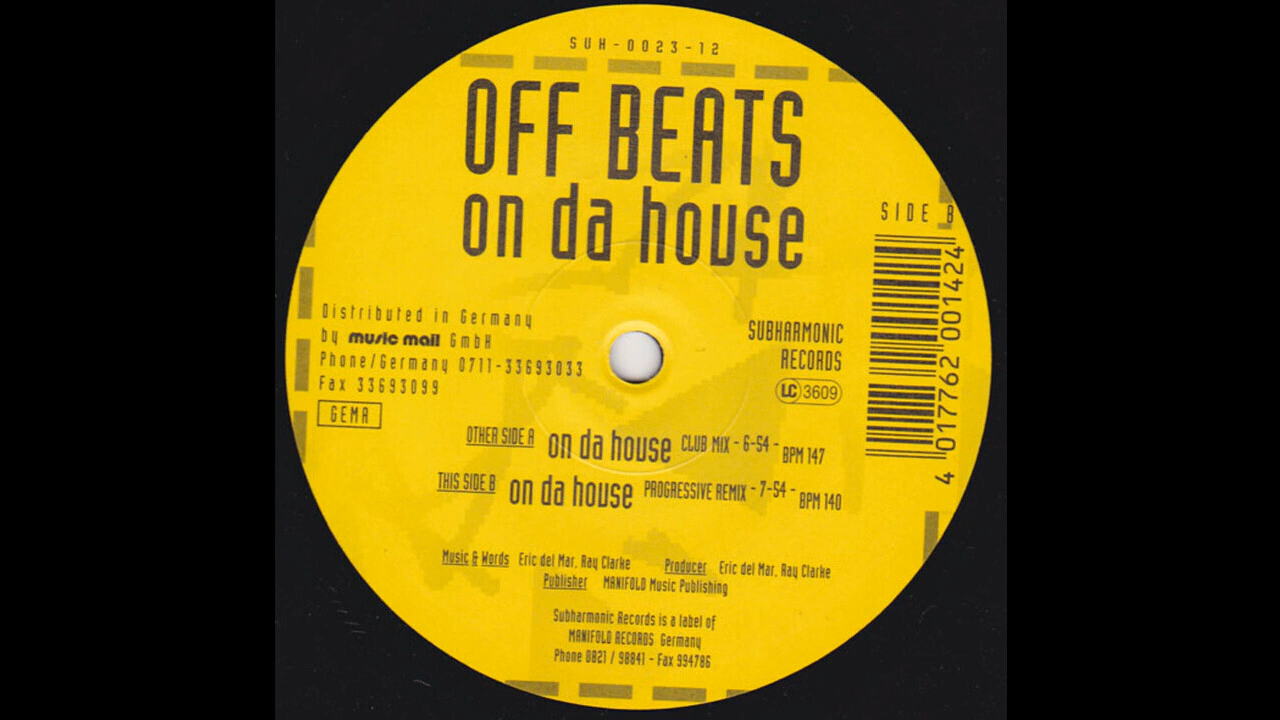 SUH-0023-12
OFF BEATS
on da house
SIDE B
4 017762 001424
Distributed in Germany
by music mail GmbH
Phone/Germany 0711-33693033
Fax 33693099
GEMA
SUBHARMONIC
RECORDS
LC 3609
OTHER SIDE A on da house CLUB MIX - 6-54 - BPM 147
THIS SIDE B on da house PROGRESSIVE REMIX - 7-54 - BPM 140
Music & Words Eric del Mar, Ray Clarke Producer Eric del Mar, Ray Clarke
Publisher MANIFOLD Music Publishing
Subharmonic Records is a label of
MANIFOLD RECORDS Germany
Phone 0821 / 98841 - Fax 994786